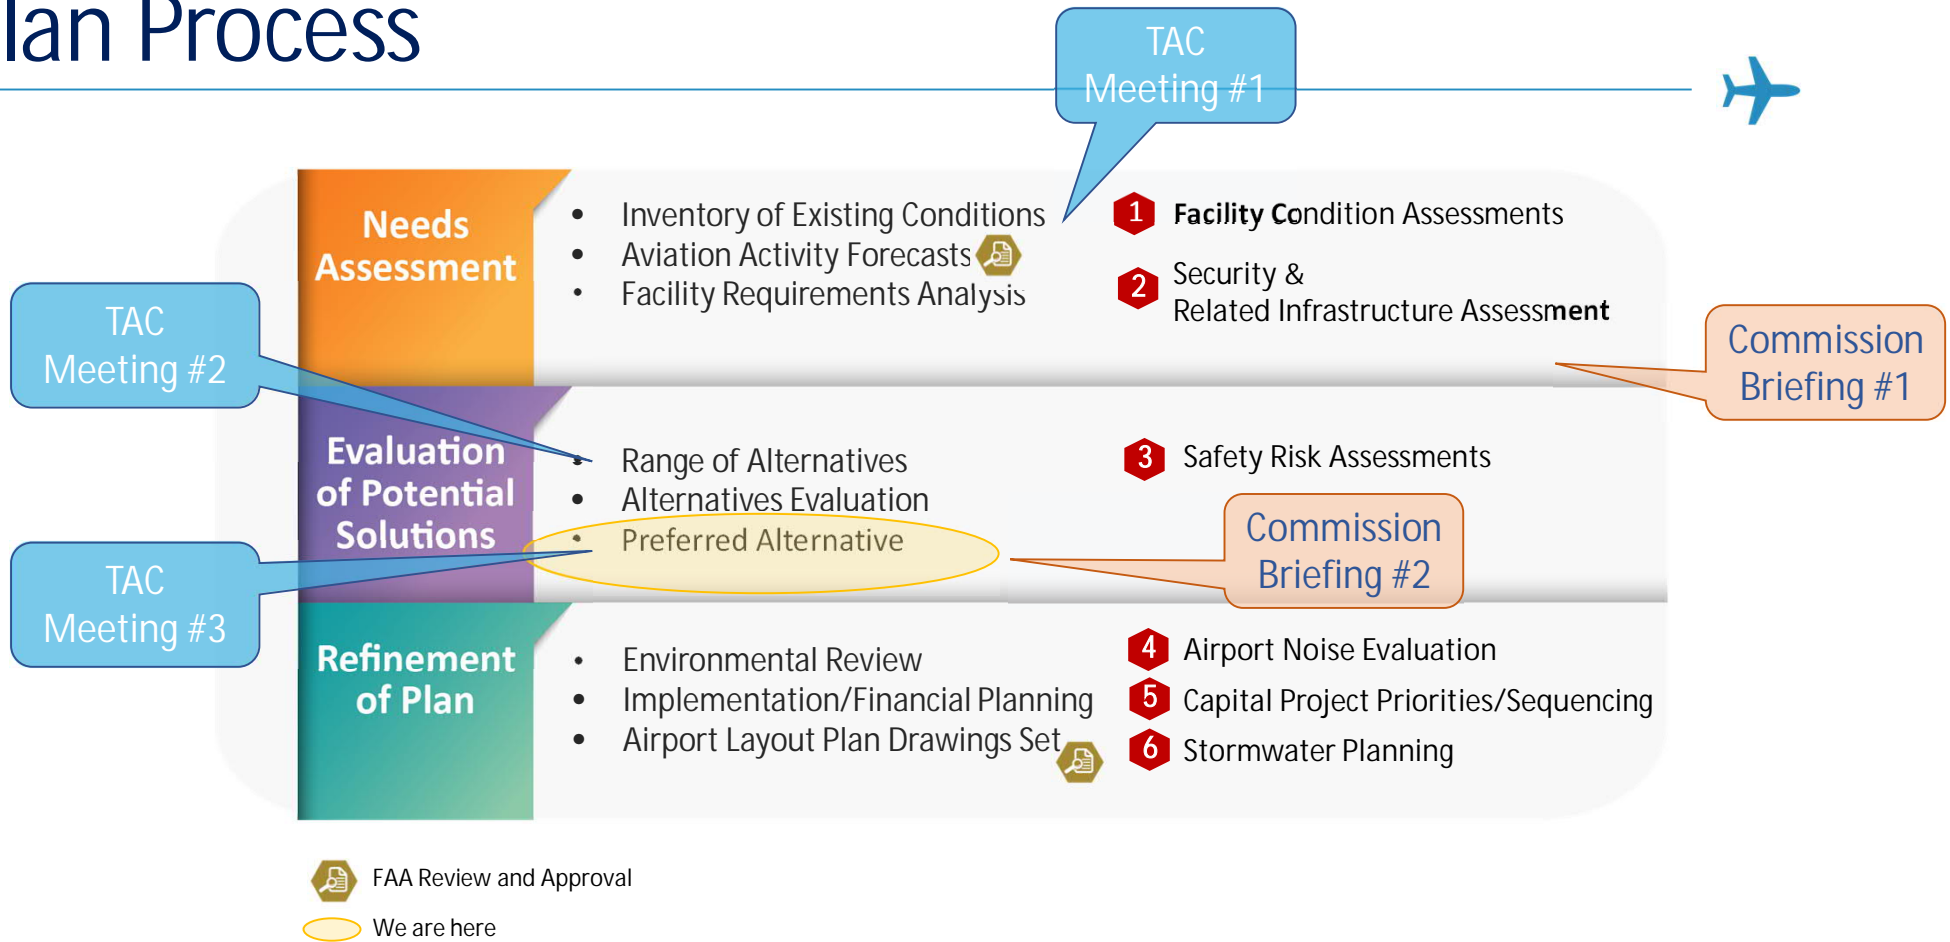 lan Process
TAC
Meeting #1
Needs
Assessment
• Inventory of Existing Conditions
• Aviation Activity Forecasts
• Facility Requirements Analysis
1 Facility Condition Assessments
2 Security &
Related Infrastructure Assessment
TAC
Meeting #2
Commission
Briefing #1
Evaluation
of Potential
Solutions
• Range of Alternatives
• Alternatives Evaluation
• Preferred Alternative
3 Safety Risk Assessments
Commission
Briefing #2
TAC
Meeting #3
Refinement
of Plan
• Environmental Review
• Implementation/Financial Planning
• Airport Layout Plan Drawings Set
4 Airport Noise Evaluation
5 Capital Project Priorities/Sequencing
6 Stormwater Planning
FAA Review and Approval
We are here